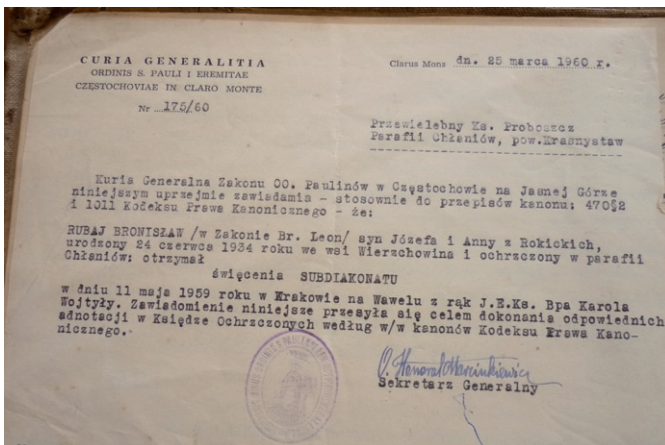 CURIA GENERALITIA
ORDINIS S. PAULI I EREMITAE
CZĘSTOCHOVIAE IN CLARO MONTE
Nr 175/60
Clarus Mons dn. 25 marca 1960 r.
Przewielebny Ks. Proboszcz
Parafii Chłaniów, pow.Krasnystaw
Kuria Generalna Zakonu OO. Paulinów w Częstochowie na Jasnej Górze
niniejszym uprzejmie zawiadamia - stosownie do przepisów kanonu: 470§2
i 1011 Kodeksu Prawa Kanonicznego - że:
RUBAJ BRONISŁAW /w Zakonie Br. Leon/ syn Józefa i Anny z Rokickich,
urodzony 24 czerwca 1934 roku we wsi Wierzchowina i ochrzczony w parafii
Chłaniów; otrzymał
święcenia SUBDIAKONATU
w dniu 11 maja 1959 roku w Krakowie na Wawelu z rąk J.E.Ks. Bpa Karola
Wojtyły. Zawiadomienie niniejsze przesyła się celem dokonania odpowiednich
adnotacji w Księdze Ochrzczonych według w/w kanonów Kodeksu Prawa Kano-
nicznego.-
Sekretarz Generalny